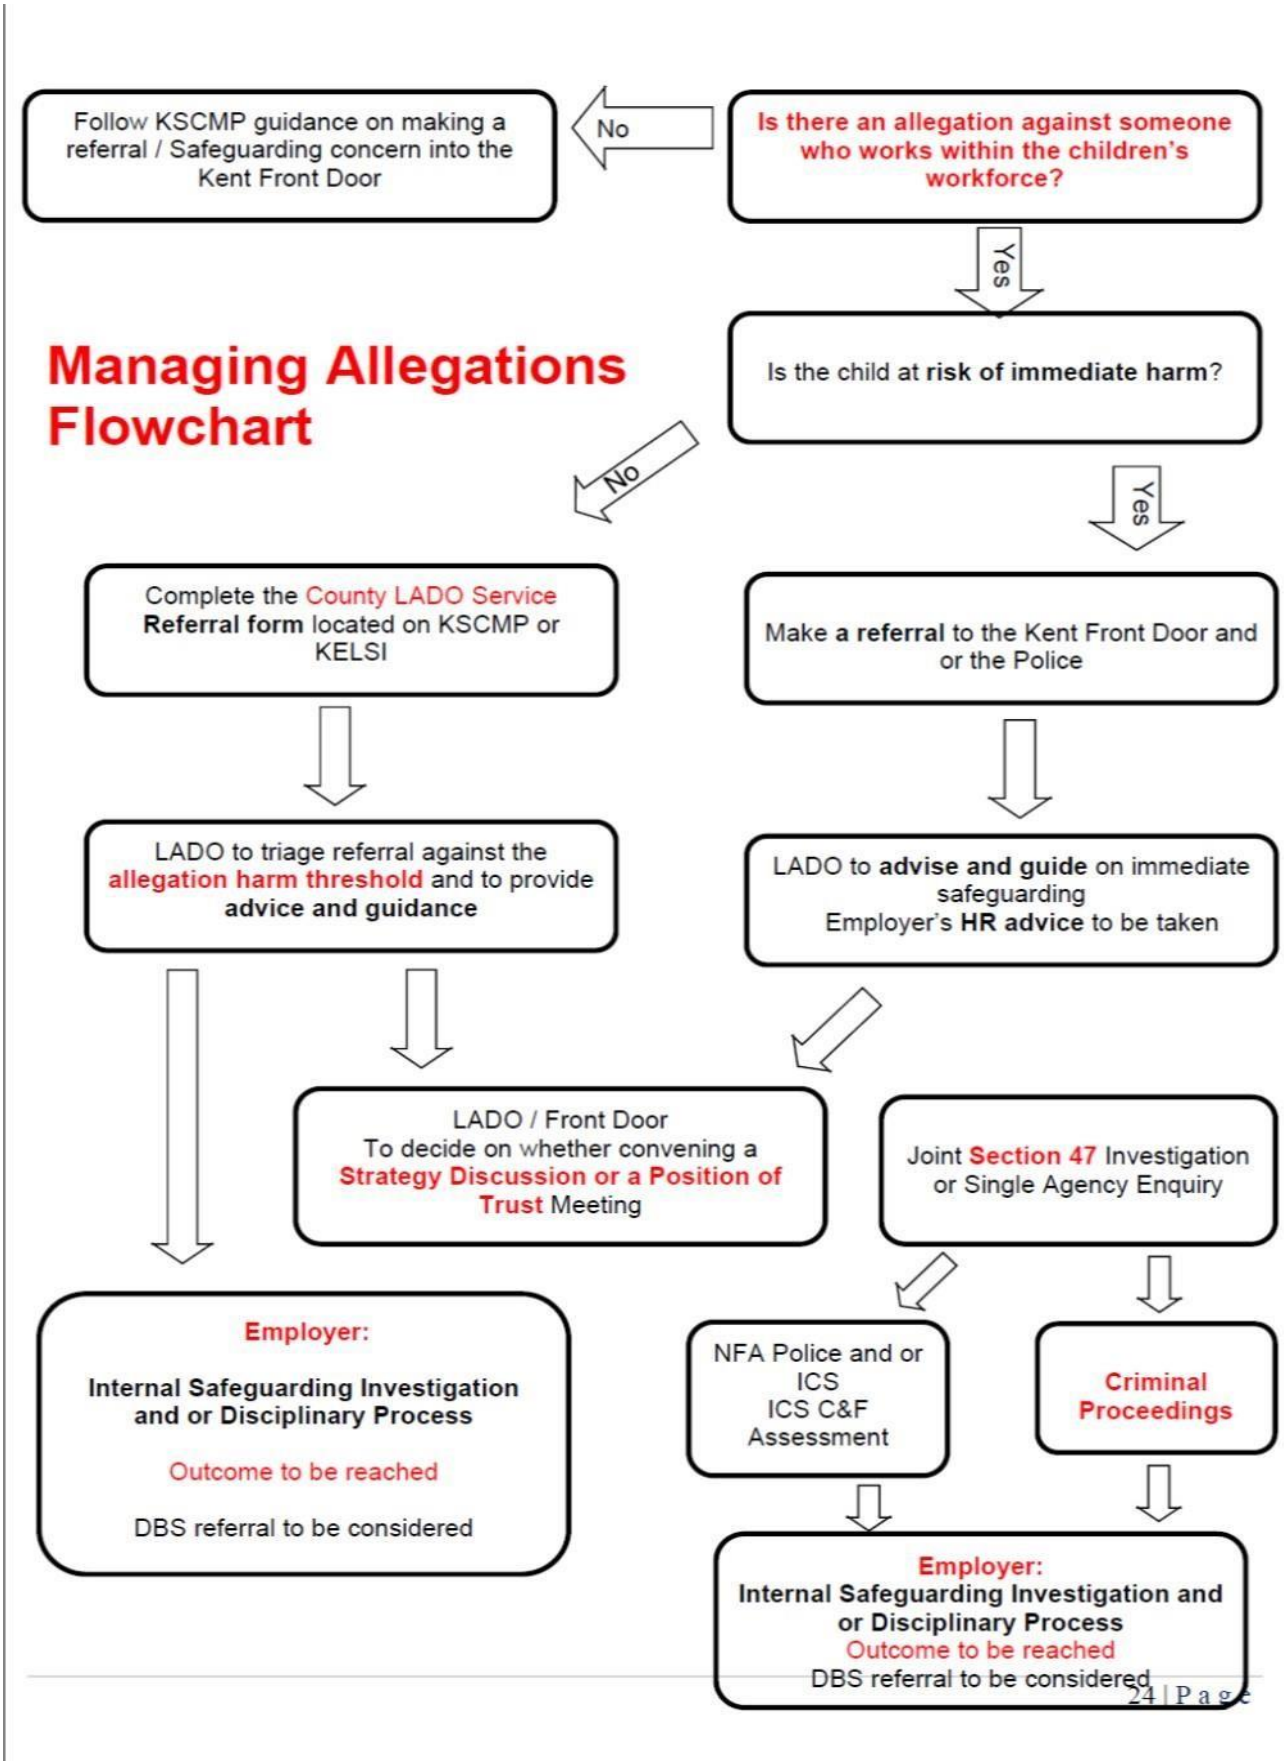 Follow KSCMP guidance on making a
referral / Safeguarding concern into the
Kent Front Door
No
Is there an allegation against someone
who works within the children's
workforce?
Yes
Managing Allegations
Flowchart
Is the child at risk of immediate harm?
No
Yes
Complete the County LADO Service
Referral form located on KSCMP or
KELSI
Make a referral to the Kent Front Door and
or the Police
LADO to triage referral against the
allegation harm threshold and to provide
advice and guidance
LADO to advise and guide on immediate
safeguarding
Employer's HR advice to be taken
LADO / Front Door
To decide on whether convening a
Strategy Discussion or a Position of
Trust Meeting
Joint Section 47 Investigation
or Single Agency Enquiry
Employer:
Internal Safeguarding Investigation
and or Disciplinary Process
Outcome to be reached
DBS referral to be considered
NFA Police and or
ICS
ICS C&F
Assessment
Criminal
Proceedings
Employer:
Internal Safeguarding Investigation and
or Disciplinary Process
Outcome to be reached
DBS referral to be considered
24 | P a g e